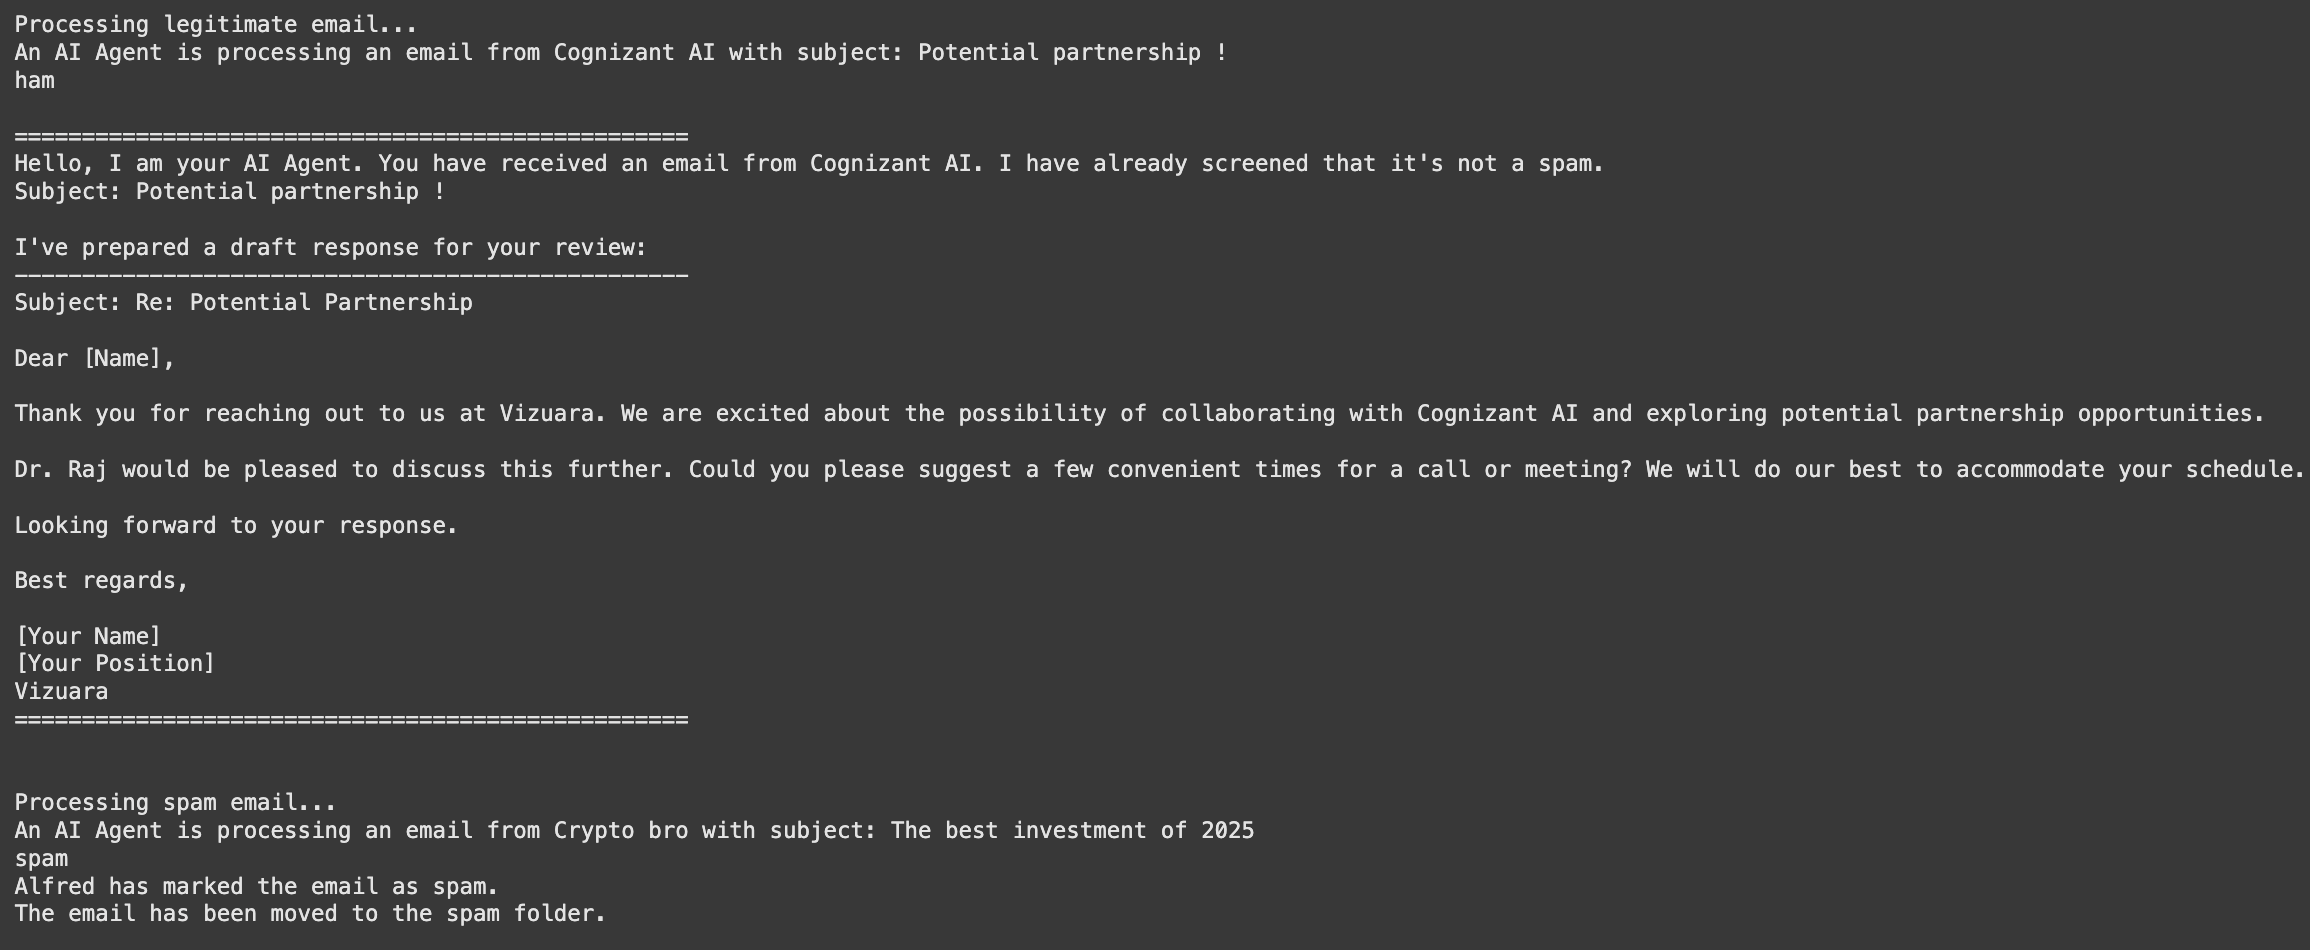 Processing legitimate email...
An AI Agent is processing an email from Cognizant AI with subject: Potential partnership !
ham
==================================================
Hello, I am your AI Agent. You have received an email from Cognizant AI. I have already screened that it's not a spam.
Subject: Potential partnership !
I've prepared a draft response for your review:
--------------------------------------------------
Subject: Re: Potential Partnership
Dear [Name],
Thank you for reaching out to us at Vizuara. We are excited about the possibility of collaborating with Cognizant AI and exploring potential partnership opportunities.
Dr. Raj would be pleased to discuss this further. Could you please suggest a few convenient times for a call or meeting? We will do our best to accommodate your schedule.
Looking forward to your response.
Best regards,
[Your Name]
[Your Position]
Vizuara
==================================================
Processing spam email...
An AI Agent is processing an email from Crypto bro with subject: The best investment of 2025
spam
Alfred has marked the email as spam.
The email has been moved to the spam folder.